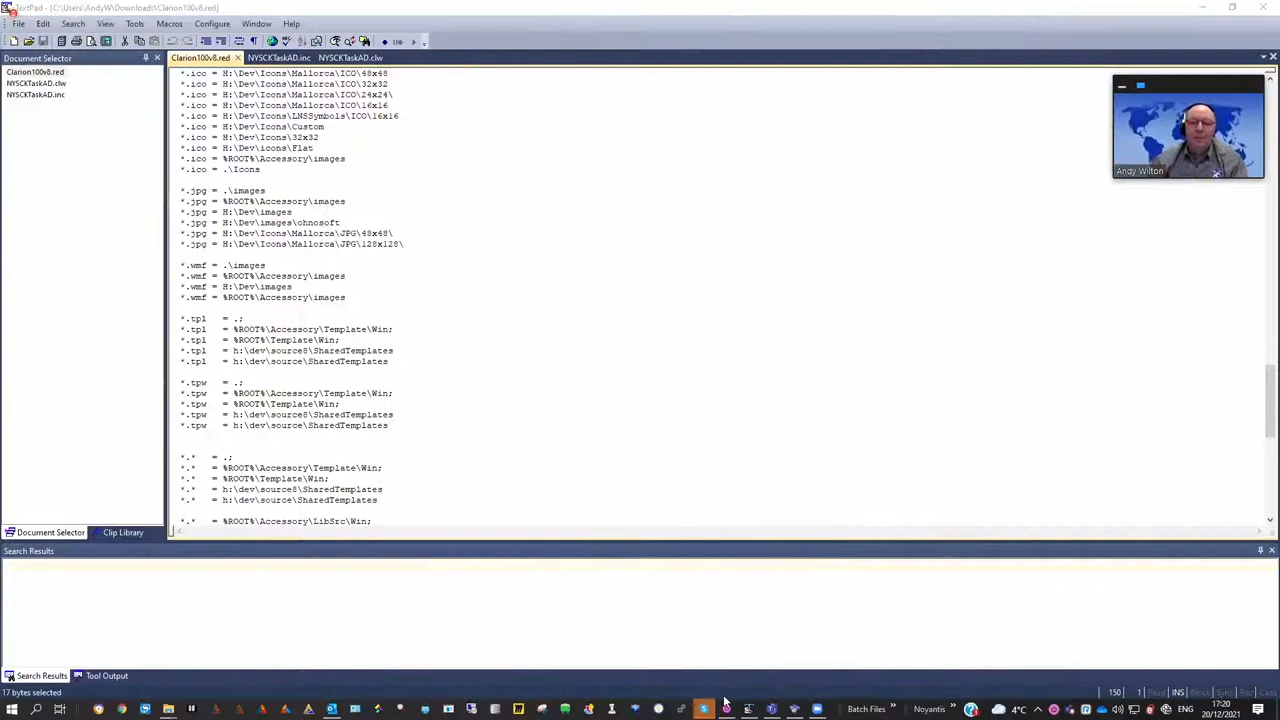 TextPad - [C:\Users\AndyW\Downloads\Clarion100v8.red]
File Edit Search View Tools Macros Configure Window Help
Document Selector
Clarion100v8.red
NYSCKTaskAD.clw
NYSCKTaskAD.inc
Clarion100v8.red NYSCKTaskAD.inc NYSCKTaskAD.clw
*.ico = H:\Dev\Icons\Mallorca\ICO\48x48
*.ico = H:\Dev\Icons\Mallorca\ICO\32x32
*.ico = H:\Dev\Icons\Mallorca\ICO\24x24\
*.ico = H:\Dev\Icons\Mallorca\ICO\16x16
*.ico = H:\Dev\Icons\LNSSymbols\ICO\16x16
*.ico = H:\Dev\Icons\Custom
*.ico = H:\Dev\Icons\32x32
*.ico = H:\Dev\icons\Flat
*.ico = %ROOT%\Accessory\images
*.ico = .\Icons
*.jpg = .\images
*.jpg = %ROOT%\Accessory\images
*.jpg = H:\Dev\images
*.jpg = H:\Dev\images\ohnosoft
*.jpg = H:\Dev\Icons\Mallorca\JPG\48x48\
*.jpg = H:\Dev\Icons\Mallorca\JPG\128x128\
*.wmf = .\images
*.wmf = %ROOT%\Accessory\images
*.wmf = H:\Dev\images
*.wmf = %ROOT%\Accessory\images
*.tpl = .;
*.tpl = %ROOT%\Accessory\Template\Win;
*.tpl = %ROOT%\Template\Win;
*.tpl = h:\dev\source8\SharedTemplates
*.tpl = h:\dev\source\SharedTemplates
*.tpw = .;
*.tpw = %ROOT%\Accessory\Template\Win;
*.tpw = %ROOT%\Template\Win;
*.tpw = h:\dev\source8\SharedTemplates
*.tpw = h:\dev\source\SharedTemplates
*.* = .;
*.* = %ROOT%\Accessory\Template\Win;
*.* = %ROOT%\Template\Win;
*.* = h:\dev\source8\SharedTemplates
*.* = h:\dev\source\SharedTemplates
*.* = %ROOT%\Accessory\LibSrc\Win;
Andy Wilton
Document Selector Clip Library
Search Results
Search Results Tool Output
17 bytes selected
150 1 Read INS Block Sync Rec Caps
Batch Files Noyantis 4°C ENG 17:20
20/12/2021